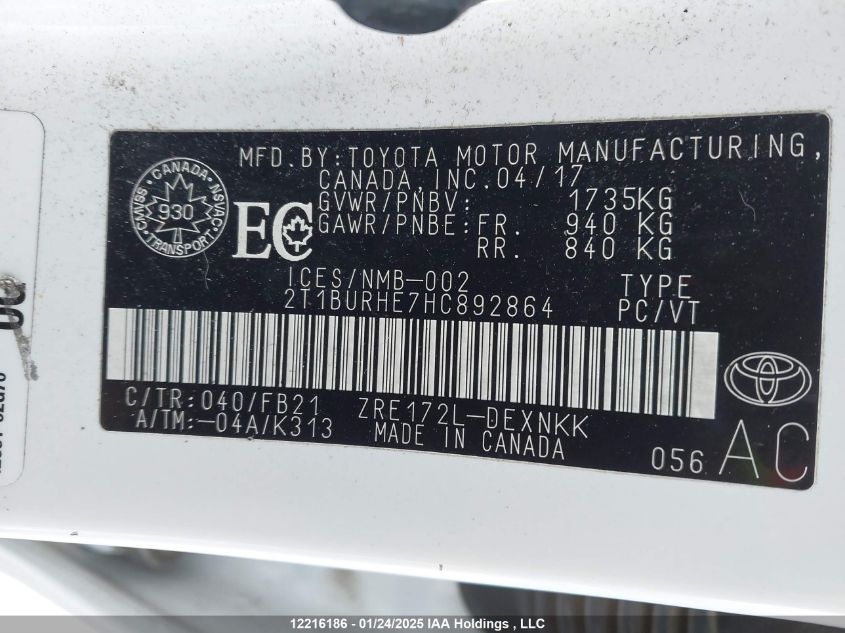 MFD.BY:TOYOTA MOTOR MANUFACTURING,
CANADA, INC.04/17
GVWR/PNBV: 1735KG
GAWR/PNBE:FR. 940 KG
RR. 840 KG
CANADA
CMVSS 930 NSVAC
TRANSPORT
EC
ICES/NMB-002 TYPE
2T1BURHE7HC892864 PC/VT
C/TR:040/FB21 ZRE172L-DEXNKK
A/TM:-04A/K313 MADE IN CANADA
056 AC
12216186 - 01/24/2025 IAA Holdings , LLC